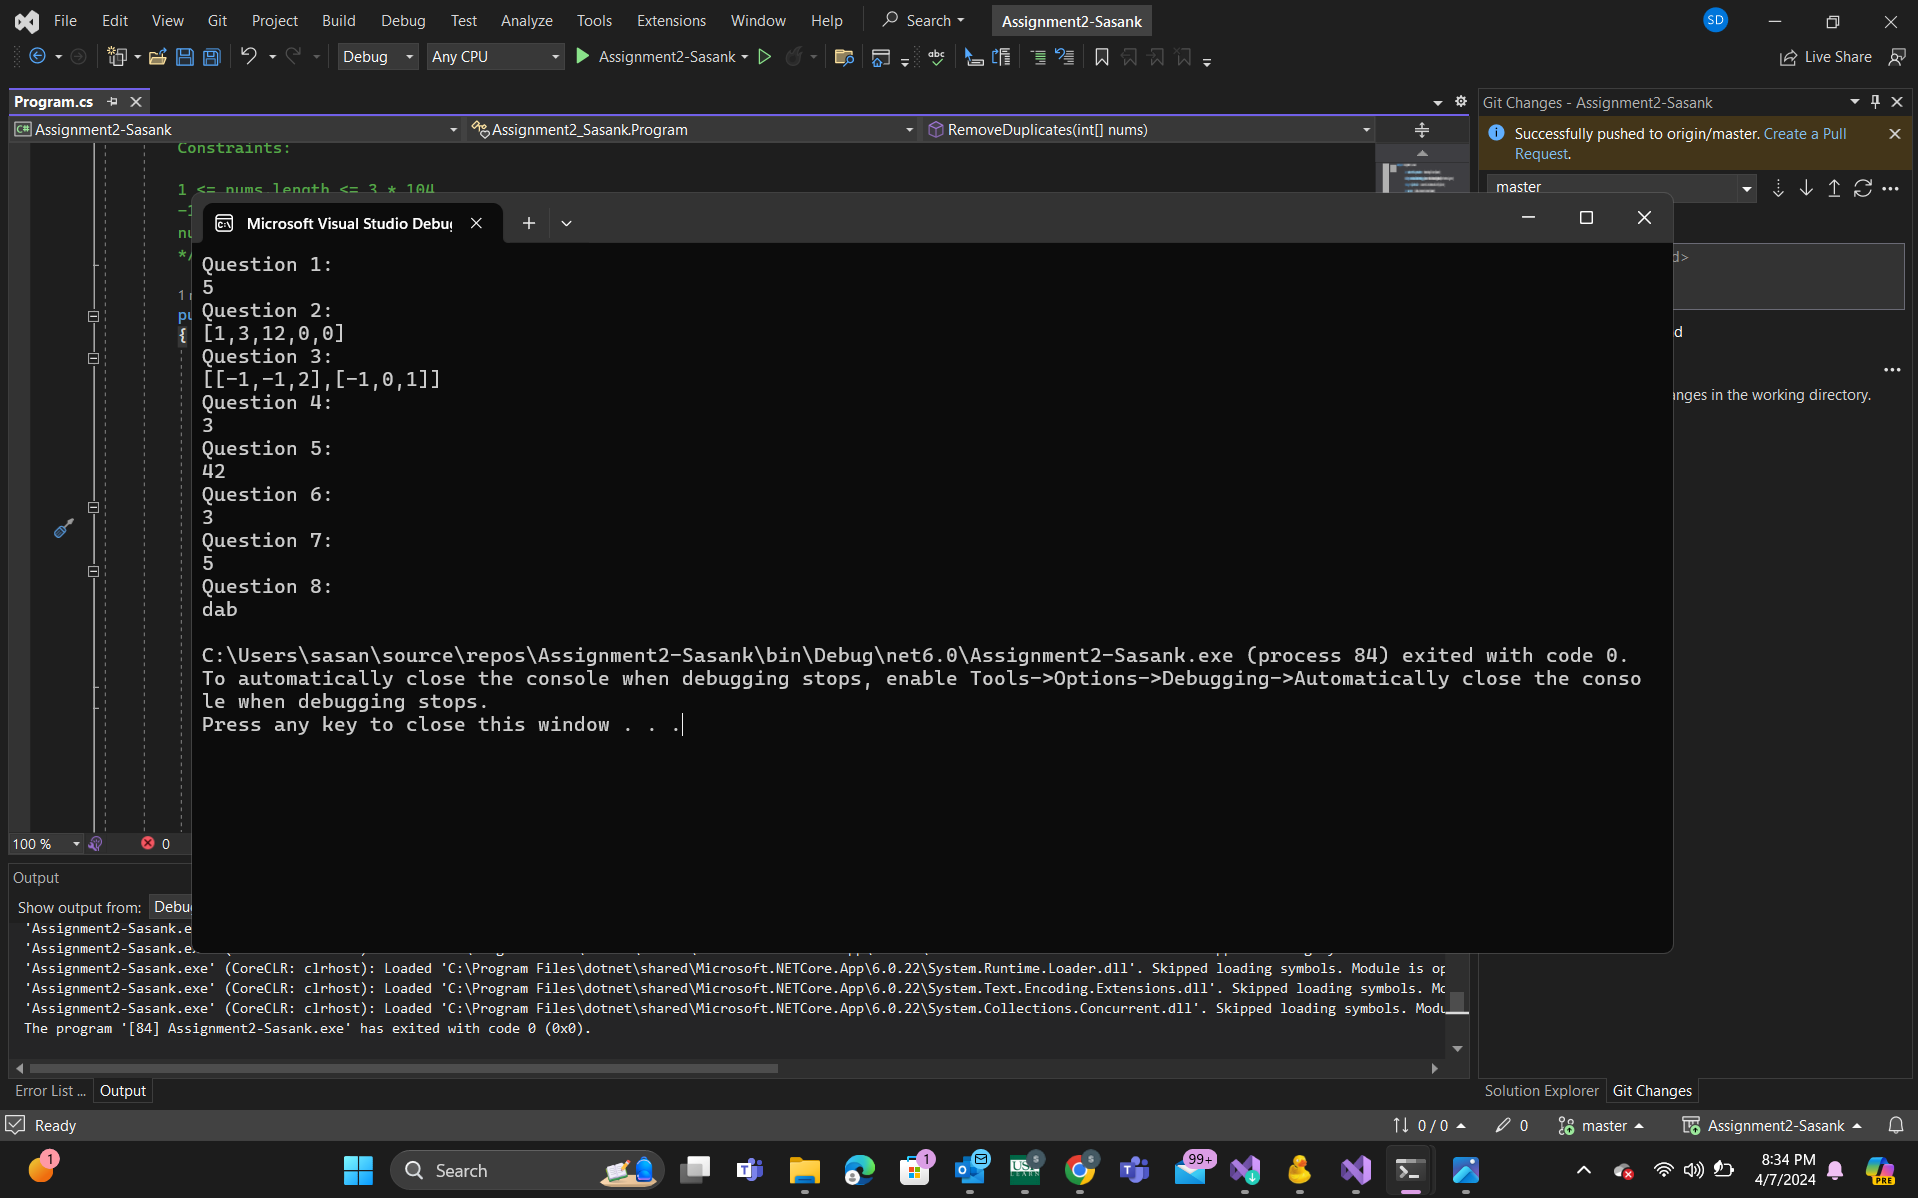 File Edit View Git Project Build Debug Test Analyze Tools Extensions Window Help Search Assignment2-Sasank SD
Debug Any CPU Assignment2-Sasank Live Share
Program.cs
Git Changes - Assignment2-Sasank
C# Assignment2-Sasank Assignment2_Sasank.Program RemoveDuplicates(int[] nums)
Successfully pushed to origin/master. Create a Pull
Request.
Constraints:
1 <= nums.length <= 3 * 104
master
Microsoft Visual Studio Debug
Question 1:
5
Question 2:
[1,3,12,0,0]
Question 3:
[[-1,-1,2],[-1,0,1]]
Question 4:
3
Question 5:
42
Question 6:
3
Question 7:
5
Question 8:
dab
C:\Users\sasan\source\repos\Assignment2-Sasank\bin\Debug\net6.0\Assignment2-Sasank.exe (process 84) exited with code 0.
To automatically close the console when debugging stops, enable Tools->Options->Debugging->Automatically close the conso
le when debugging stops.
Press any key to close this window . . .
in the working directory.
100 % 0
Output
Show output from: Debu
'Assignment2-Sasank.e
'Assignment2-Sasank.ex
'Assignment2-Sasank.exe' (CoreCLR: clrhost): Loaded 'C:\Program Files\dotnet\shared\Microsoft.NETCore.App\6.0.22\System.Runtime.Loader.dll'. Skipped loading symbols. Module is op
'Assignment2-Sasank.exe' (CoreCLR: clrhost): Loaded 'C:\Program Files\dotnet\shared\Microsoft.NETCore.App\6.0.22\System.Text.Encoding.Extensions.dll'. Skipped loading symbols. Mo
'Assignment2-Sasank.exe' (CoreCLR: clrhost): Loaded 'C:\Program Files\dotnet\shared\Microsoft.NETCore.App\6.0.22\System.Collections.Concurrent.dll'. Skipped loading symbols. Modu
The program '[84] Assignment2-Sasank.exe' has exited with code 0 (0x0).
Error List ... Output
Solution Explorer Git Changes
Ready 0 / 0 0 master Assignment2-Sasank
1 Search 1 99+ 8:34 PM
4/7/2024 PRE